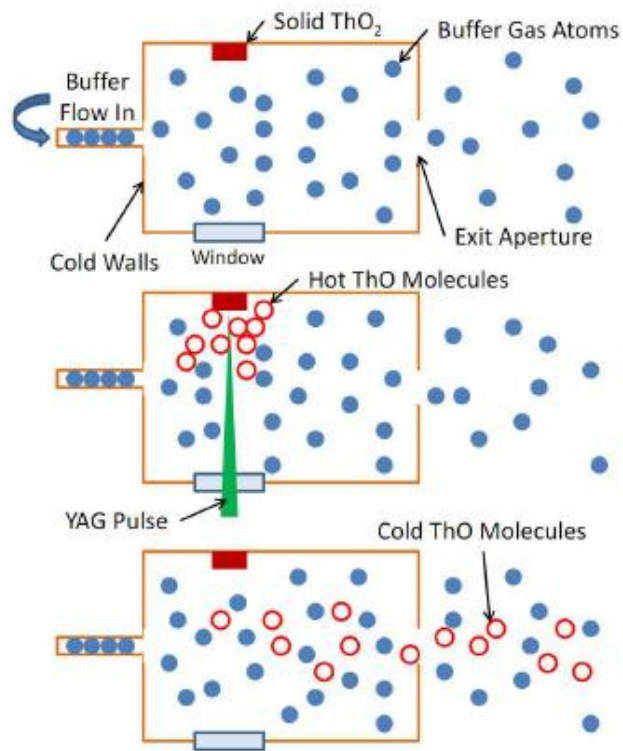 Solid ThO2
Buffer Gas Atoms
Buffer
Flow In
Exit Aperture
Cold Walls
Window
Hot ThO Molecules
YAG Pulse
Cold ThO Molecules